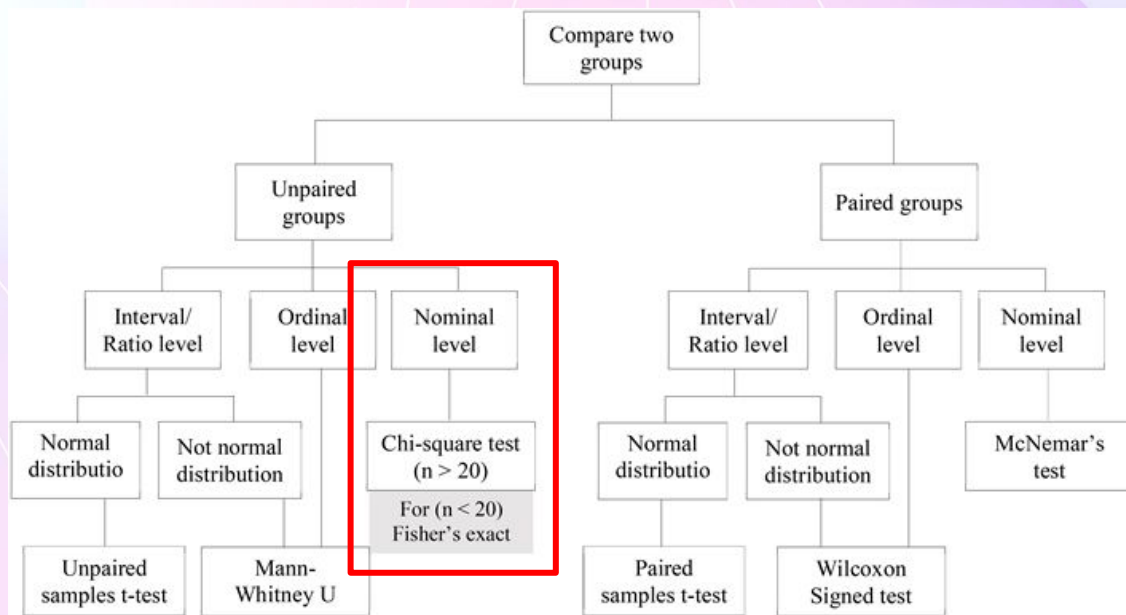 Compare two
groups
Unpaired
groups
Paired groups
Interval/
Ratio level
Ordinal
level
Nominal
level
Interval/
Ratio level
Ordinal
level
Nominal
level
Normal
distributio
Not normal
distribution
Chi-square test
(n > 20)
For (n < 20)
Fisher's exact
Normal
distributio
Not normal
distribution
McNemar's
test
Unpaired
samples t-test
Mann-
Whitney U
Paired
samples t-test
Wilcoxon
Signed test